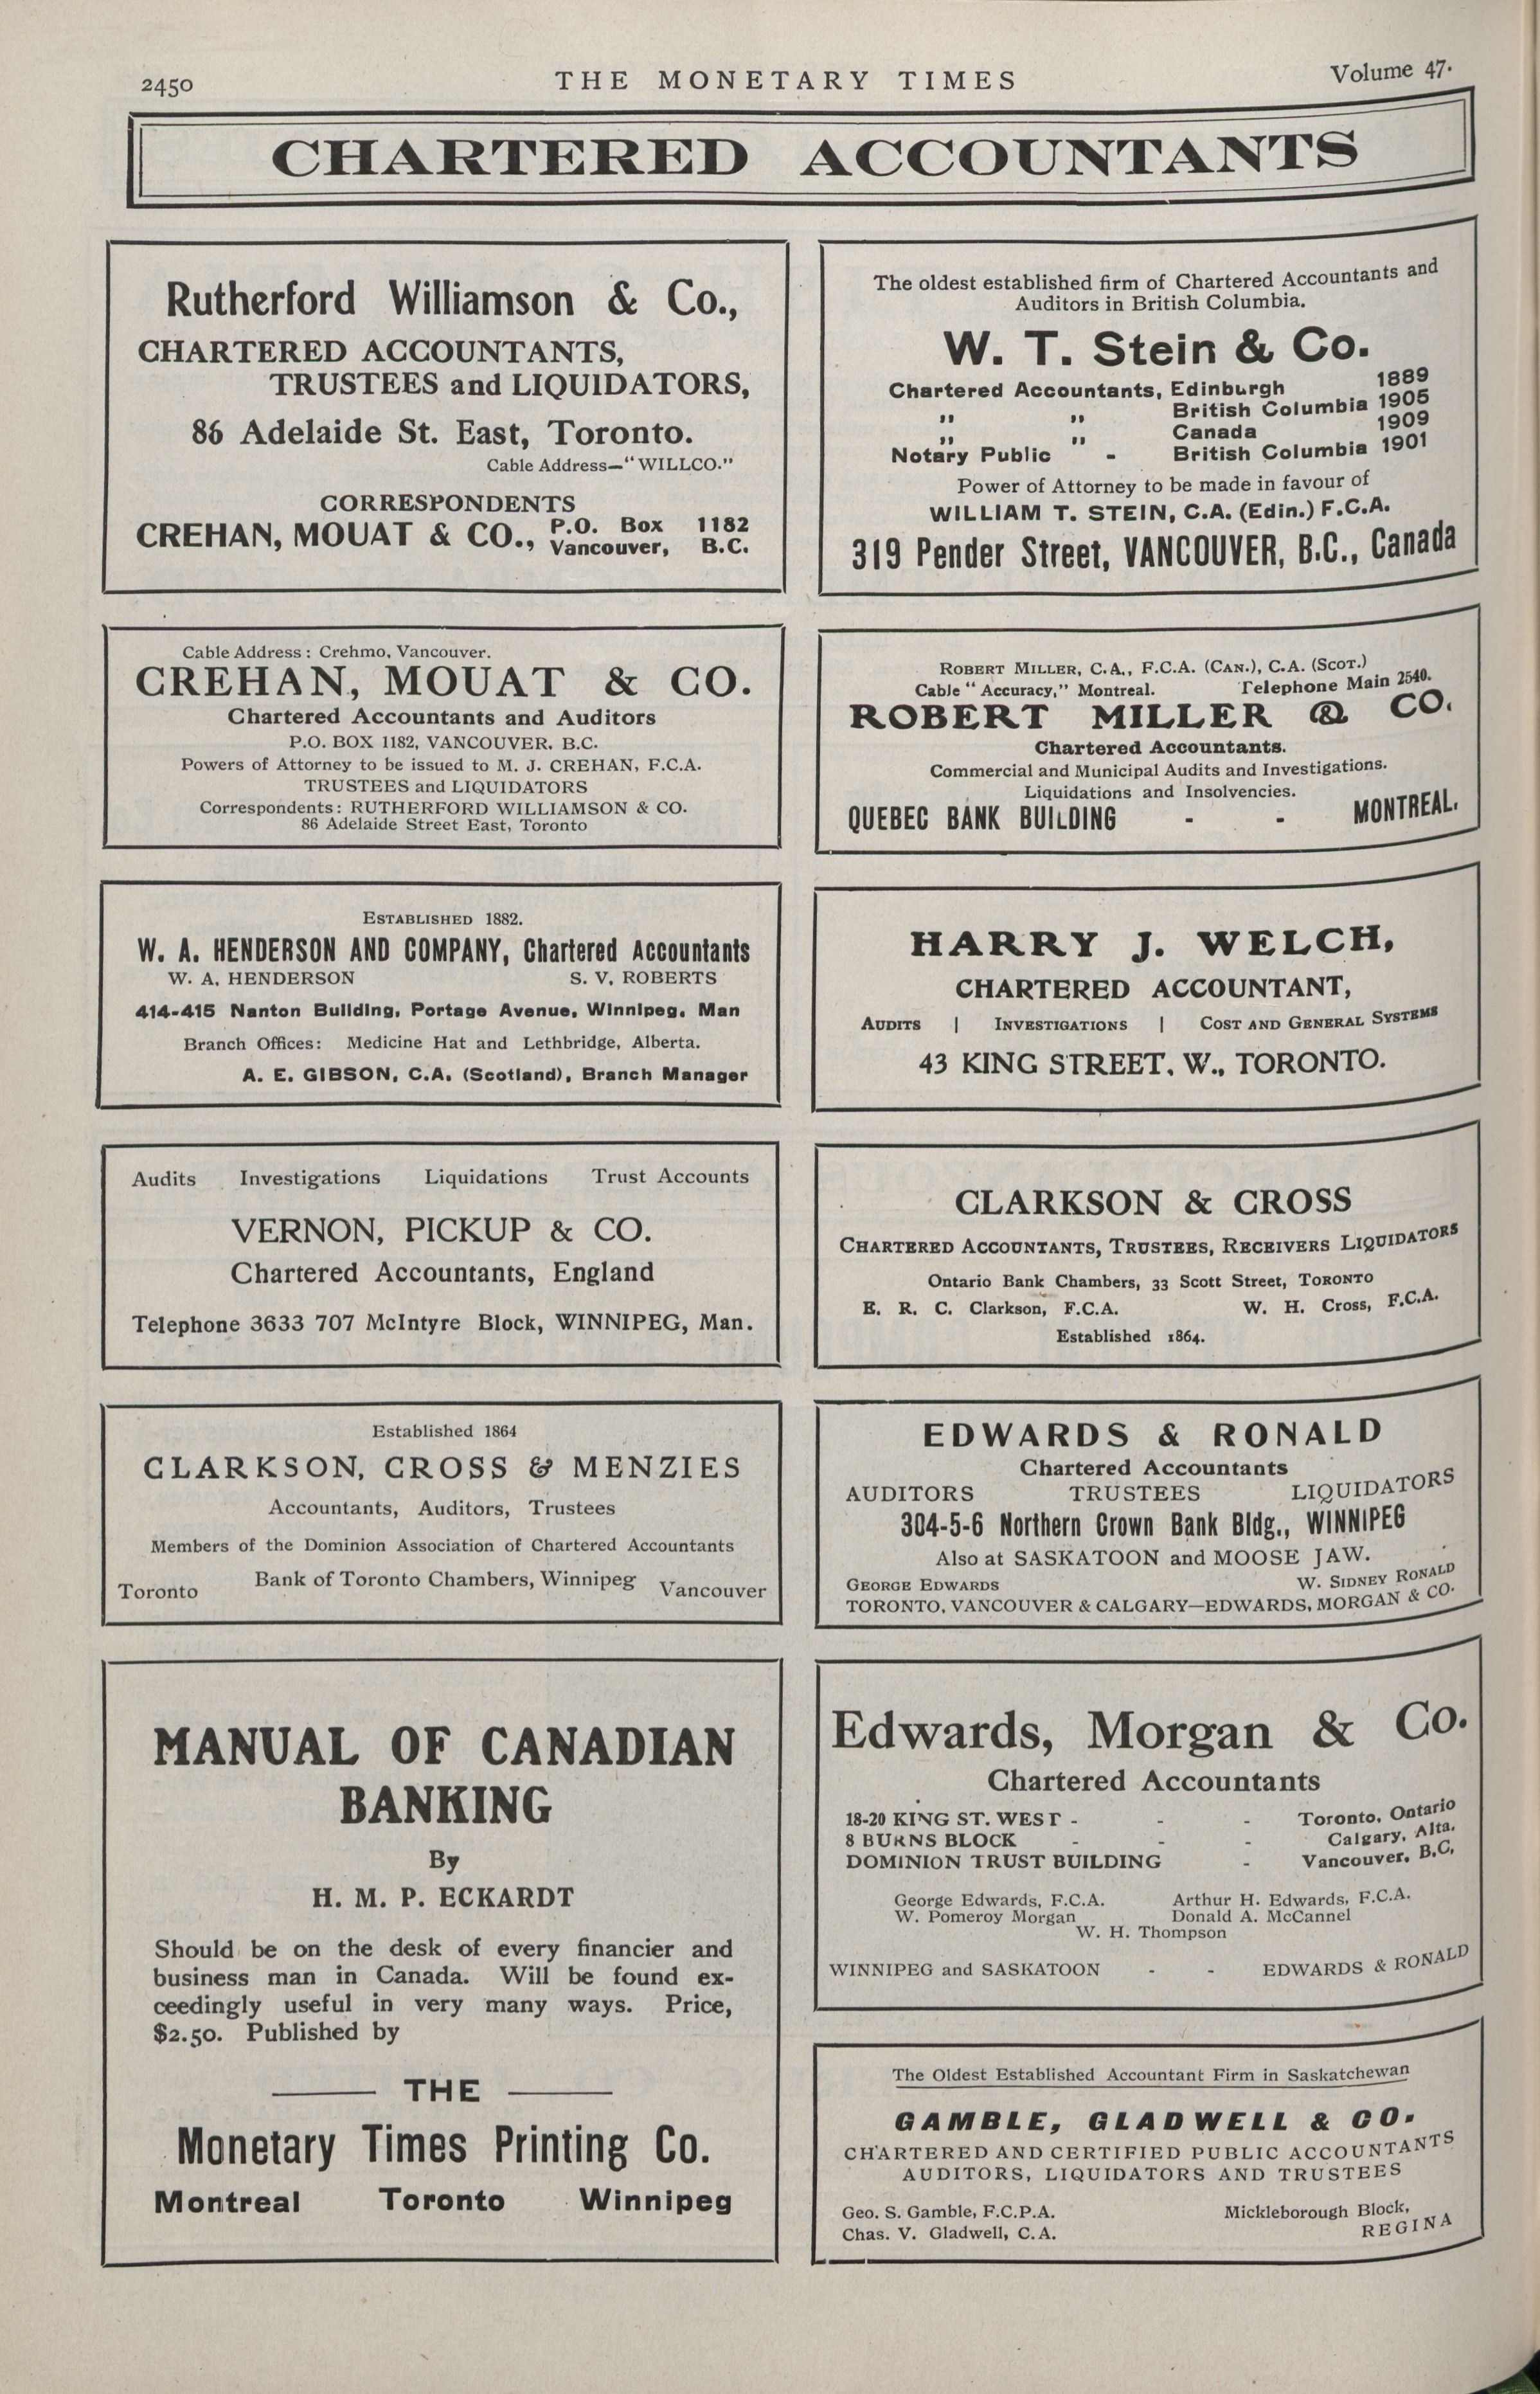 2450
THE MONETARY TIMES
Volume 47.
CHARTERED ACCOUNTANTS
Rutherford Williamson & Co.,
CHARTERED ACCOUNTANTS,
TRUSTEES and LIQUIDATORS,
86 Adelaide St. East, Toronto.
Cable Address—"WILLCO."
CORRESPONDENTS
CREHAN, MOUAT & CO., P.O. Box 1182
Vancouver, B.C.
Cable Address: Crehmo, Vancouver.
CREHAN, MOUAT & CO.
Chartered Accountants and Auditors
P.O. BOX 1182, VANCOUVER. B.C.
Powers of Attorney to be issued to M. J. CREHAN, F.C.A.
TRUSTEES and LIQUIDATORS
Correspondents: RUTHERFORD WILLIAMSON & CO.
86 Adelaide Street East, Toronto
ESTABLISHED 1882.
W. A. HENDERSON AND COMPANY, Chartered Accountants
W. A. HENDERSON S. V. ROBERTS
414-415 Nanton Building, Portage Avenue, Winnipeg, Man
Branch Offices: Medicine Hat and Lethbridge, Alberta.
A. E. GIBSON, C.A. (Scotland), Branch Manager
Audits Investigations Liquidations Trust Accounts
VERNON, PICKUP & CO.
Chartered Accountants, England
Telephone 3633 707 McIntyre Block, WINNIPEG, Man.
Established 1864
CLARKSON, CROSS & MENZIES
Accountants, Auditors, Trustees
Members of the Dominion Association of Chartered Accountants
Toronto Bank of Toronto Chambers, Winnipeg Vancouver
MANUAL OF CANADIAN
BANKING
By
H. M. P. ECKARDT
Should be on the desk of every financier and
business man in Canada. Will be found ex-
ceedingly useful in very many ways. Price,
$2.50. Published by
THE
Monetary Times Printing Co.
Montreal Toronto Winnipeg
The oldest established firm of Chartered Accountants and
Auditors in British Columbia.
W. T. Stein & Co.
Chartered Accountants, Edinburgh 1889
" " British Columbia 1905
" " Canada 1909
Notary Public - British Columbia 1901
Power of Attorney to be made in favour of
WILLIAM T. STEIN, C.A. (Edin.) F.C.A.
319 Pender Street, VANCOUVER, B.C., Canada
ROBERT MILLER, C.A., F.C.A. (CAN.), C.A. (SCOT.)
Cable "Accuracy," Montreal. Telephone Main 2540.
ROBERT MILLER & CO.
Chartered Accountants.
Commercial and Municipal Audits and Investigations.
Liquidations and Insolvencies.
QUEBEC BANK BUILDING - - MONTREAL.
HARRY J. WELCH,
CHARTERED ACCOUNTANT,
AUDITS | INVESTIGATIONS | COST AND GENERAL SYSTEMS
43 KING STREET. W., TORONTO.
CLARKSON & CROSS
CHARTERED ACCOUNTANTS, TRUSTEES, RECEIVERS LIQUIDATORS
Ontario Bank Chambers, 33 Scott Street, TORONTO
E. R. C. Clarkson, F.C.A. W. H. Cross, F.C.A.
Established 1864.
EDWARDS & RONALD
Chartered Accountants
AUDITORS TRUSTEES LIQUIDATORS
304-5-6 Northern Crown Bank Bldg., WINNIPEG
Also at SASKATOON and MOOSE JAW.
GEORGE EDWARDS W. SIDNEY RONALD
TORONTO, VANCOUVER & CALGARY—EDWARDS, MORGAN & CO.
Edwards, Morgan & Co.
Chartered Accountants
18-20 KING ST. WEST - - - Toronto, Ontario
8 BURNS BLOCK - - - Calgary, Alta.
DOMINION TRUST BUILDING - Vancouver, B.C.
George Edwards, F.C.A. Arthur H. Edwards, F.C.A.
W. Pomeroy Morgan Donald A. McCannel
W. H. Thompson
WINNIPEG and SASKATOON - - EDWARDS & RONALD
The Oldest Established Accountant Firm in Saskatchewan
GAMBLE, GLADWELL & CO.
CHARTERED AND CERTIFIED PUBLIC ACCOUNTANTS
AUDITORS, LIQUIDATORS AND TRUSTEES
Geo. S. Gamble, F.C.P.A. Mickleborough Block,
Chas. V. Gladwell, C.A. REGINA